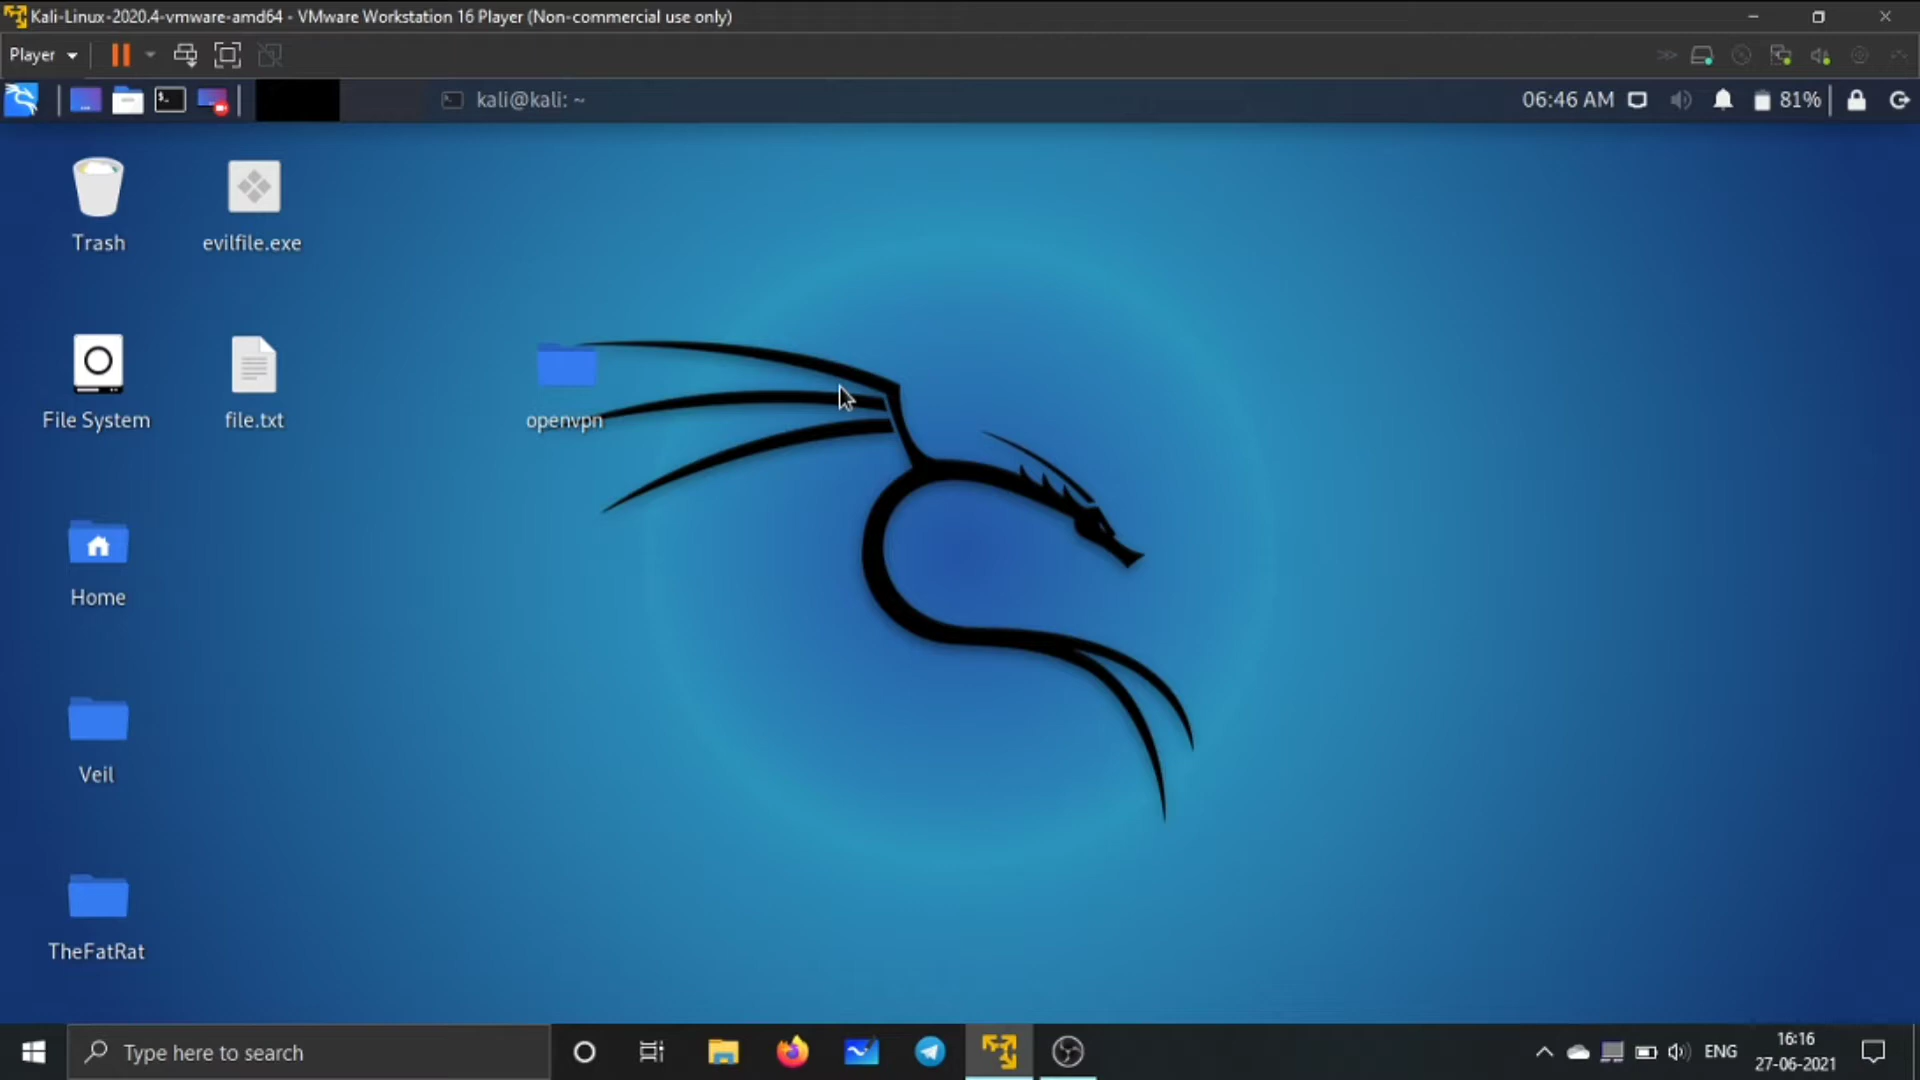 Kali-Linux-2020.4-vmware-amd64 - VMware Workstation 16 Player (Non-commercial use only)
Player
kali@kali: ~
06:46 AM
81%
Trash
evilfile.exe
File System
file.txt
openvpn
Home
Veil
TheFatRat
Type here to search
ENG
16:16
27-06-2021